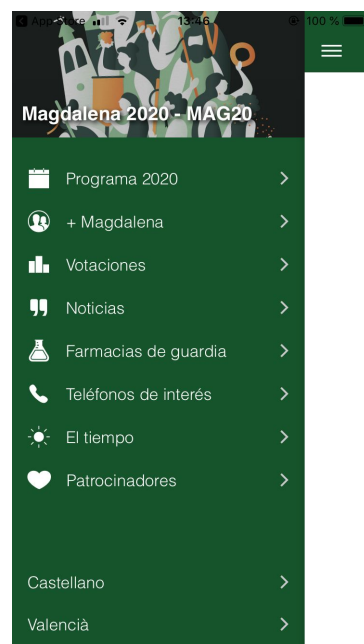 App Store 13:46 100 %
Magdalena 2020 - MAG20
Programa 2020
+ Magdalena
Votaciones
Noticias
Farmacias de guardia
Teléfonos de interés
El tiempo
Patrocinadores
Castellano
Valencià